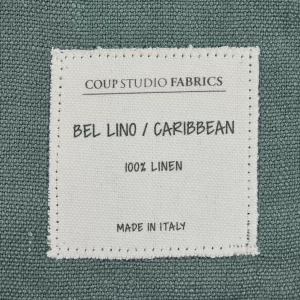 COUP STUDIO FABRICS
BEL LINO / CARIBBEAN
100% LINEN
MADE IN ITALY